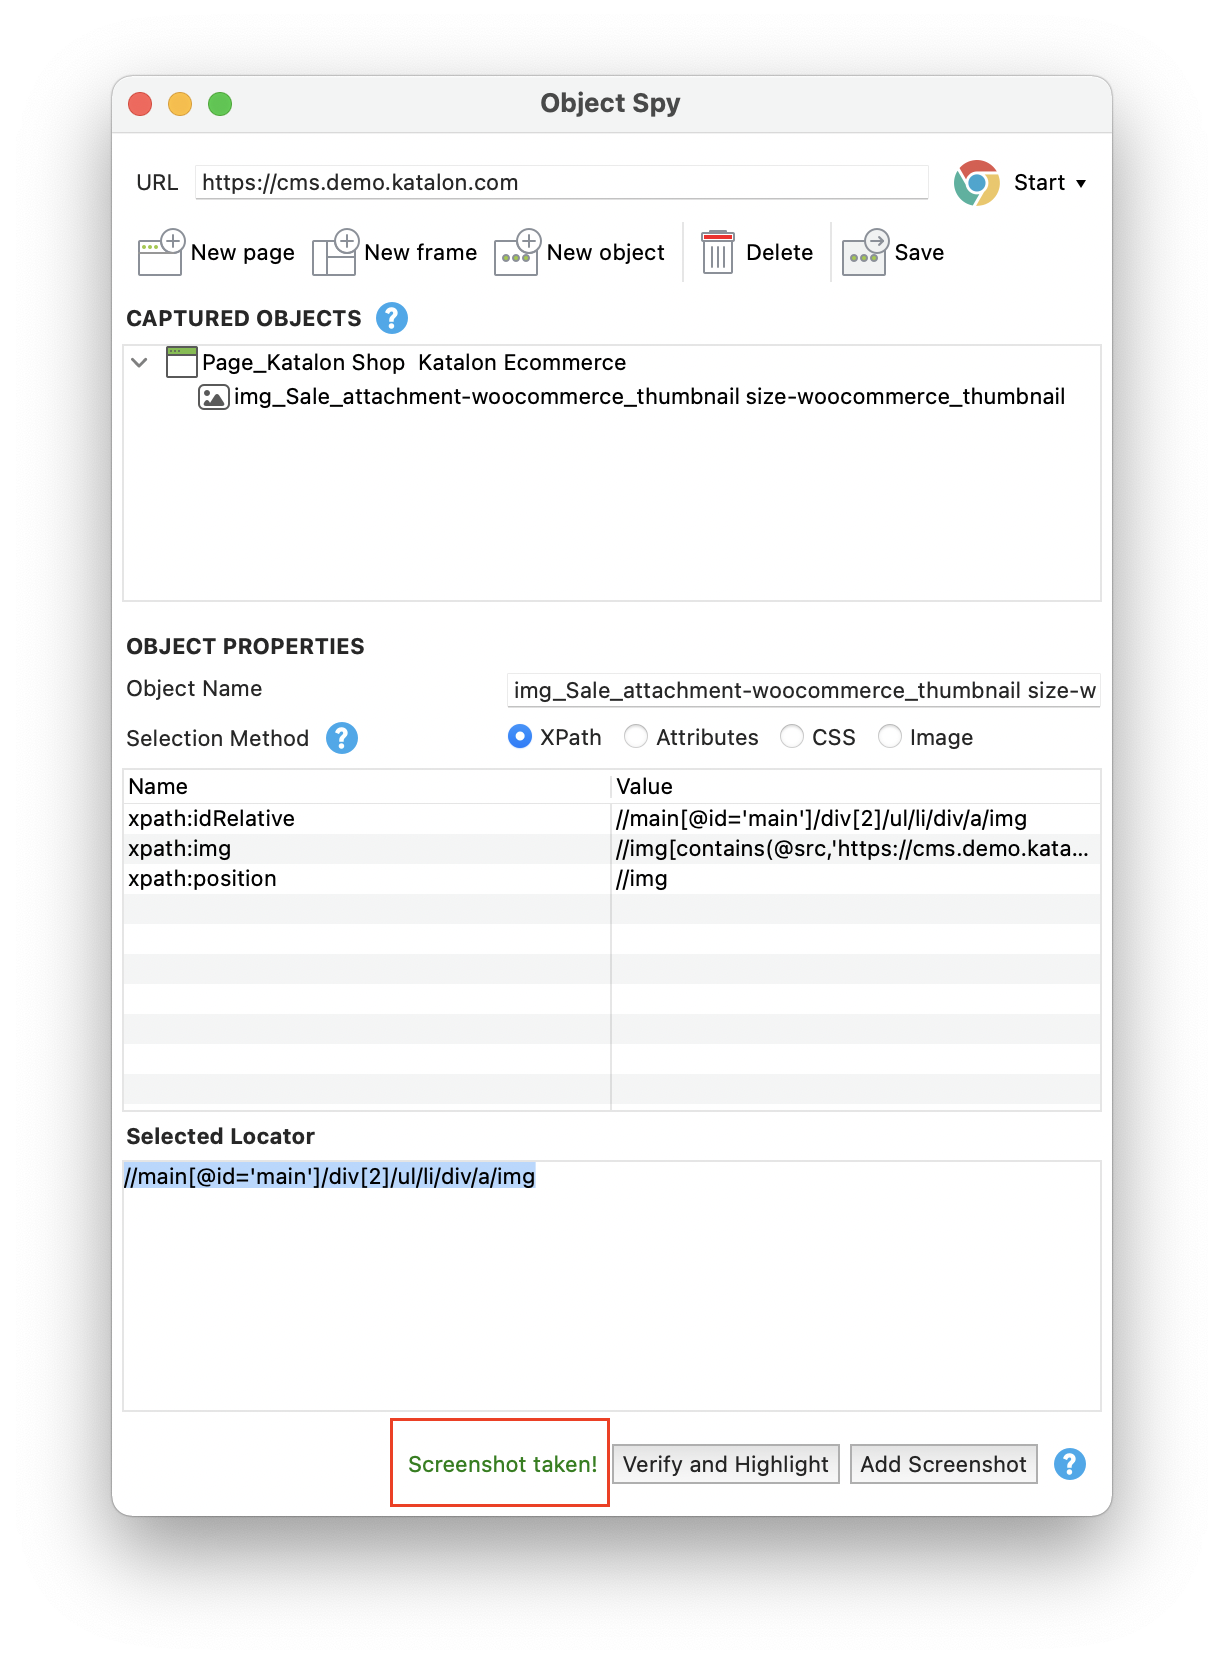 Object Spy
URL https://cms.demo.katalon.com Start
New page New frame New object Delete Save
CAPTURED OBJECTS ?
Page_Katalon Shop  Katalon Ecommerce
img_Sale_attachment-woocommerce_thumbnail size-woocommerce_thumbnail
OBJECT PROPERTIES
Object Name img_Sale_attachment-woocommerce_thumbnail size-w
Selection Method ? XPath Attributes CSS Image
Name Value
xpath:idRelative //main[@id='main']/div[2]/ul/li/div/a/img
xpath:img //img[contains(@src,'https://cms.demo.kata...
xpath:position //img
Selected Locator
//main[@id='main']/div[2]/ul/li/div/a/img
Screenshot taken! Verify and Highlight Add Screenshot ?